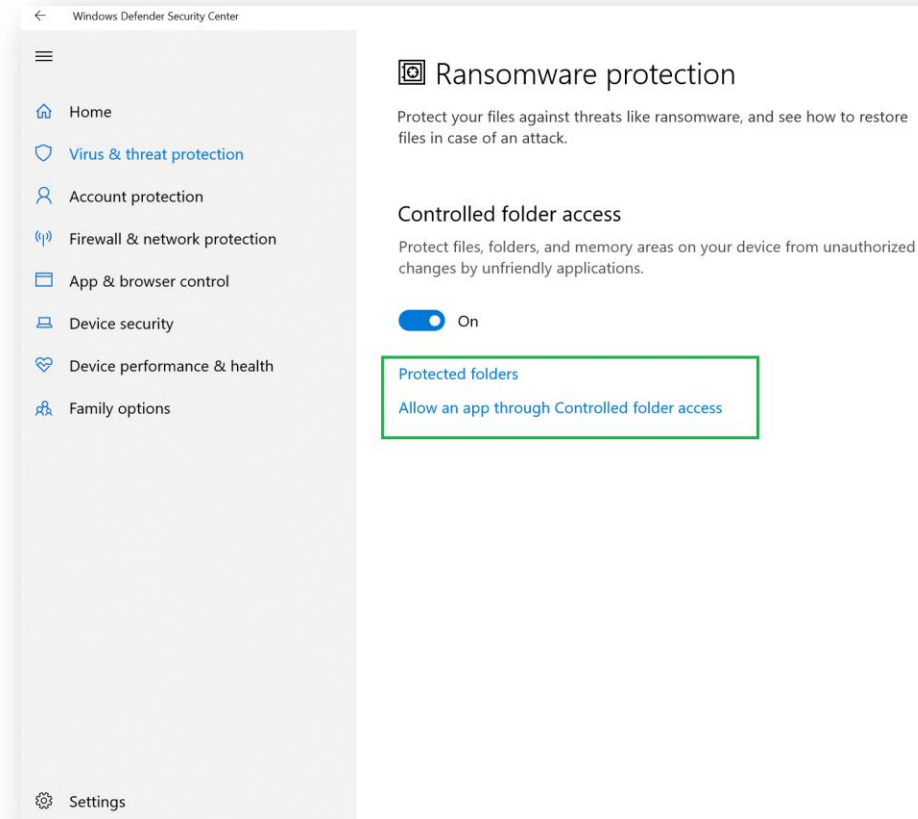 Windows Defender Security Center
Home
Virus & threat protection
Account protection
Firewall & network protection
App & browser control
Device security
Device performance & health
Family options
Settings
Ransomware protection
Protect your files against threats like ransomware, and see how to restore
files in case of an attack.
Controlled folder access
Protect files, folders, and memory areas on your device from unauthorized
changes by unfriendly applications.
On
Protected folders
Allow an app through Controlled folder access